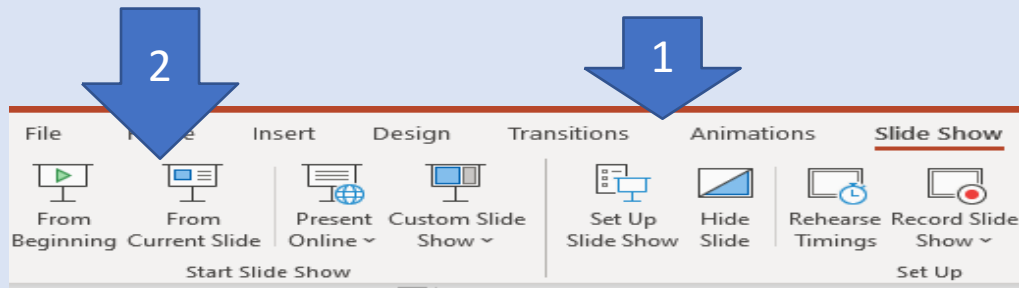 2
1
File Insert Design Transitions Animations Slide Show
From From Present Custom Slide Set Up Hide Rehearse Record Slide
Beginning Current Slide Online Show Slide Show Slide Timings Show
Start Slide Show Set Up